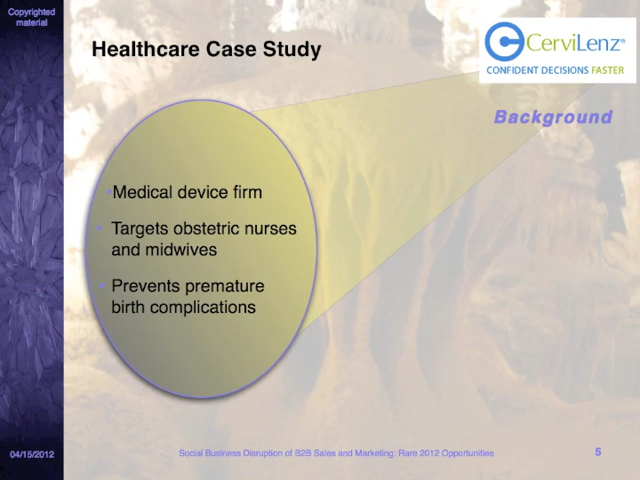 Copyrighted
material
Healthcare Case Study
CerviLenz®
CONFIDENT DECISIONS FASTER
Background
•Medical device firm
• Targets obstetric nurses
and midwives
• Prevents premature
birth complications
04/15/2012
Social Business Disruption of B2B Sales and Marketing: Rare 2012 Opportunities
5